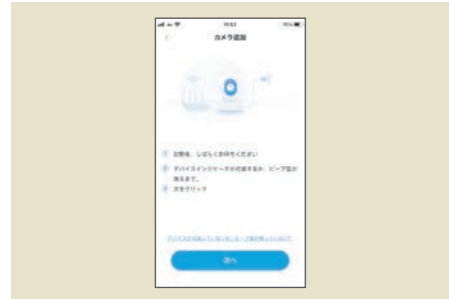 カメラ追加
起動後、しばらくお待ちください
デバイスインジケータが点滅するか、ビープ音が
鳴るまで。
次をクリック
次へ